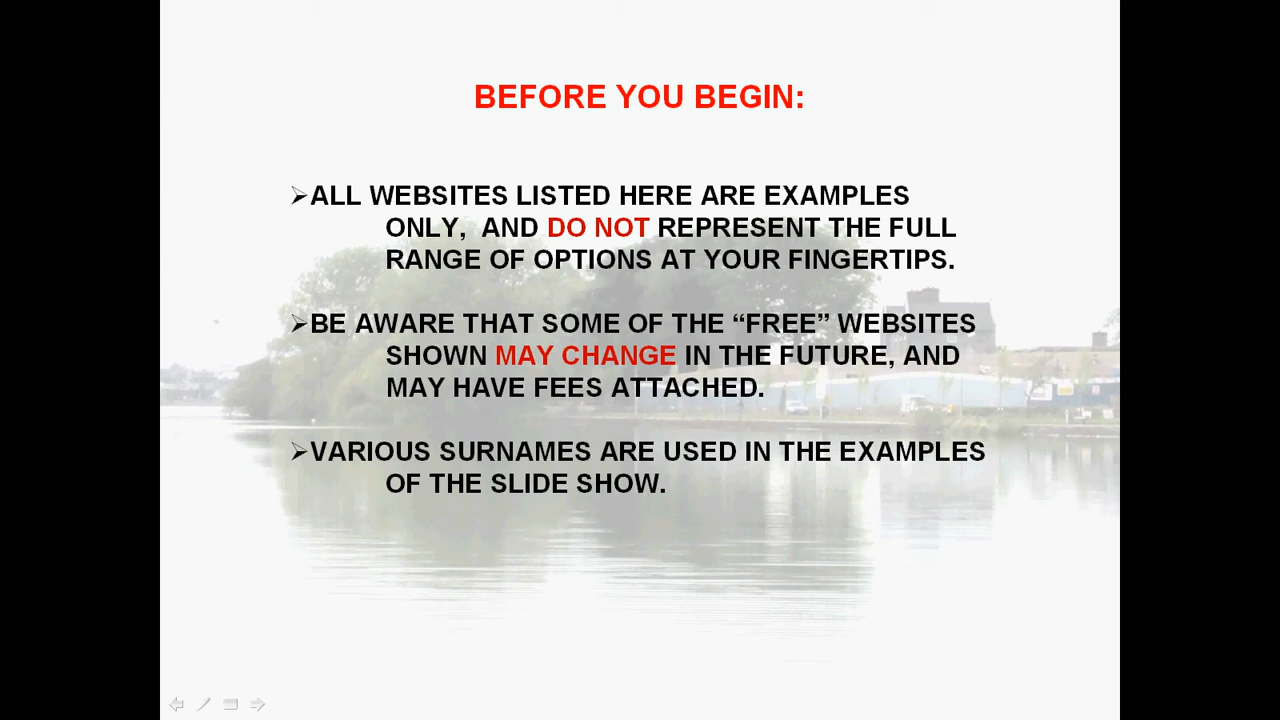 BEFORE YOU BEGIN:
➢ALL WEBSITES LISTED HERE ARE EXAMPLES
ONLY, AND DO NOT REPRESENT THE FULL
RANGE OF OPTIONS AT YOUR FINGERTIPS.
➢BE AWARE THAT SOME OF THE “FREE” WEBSITES
SHOWN MAY CHANGE IN THE FUTURE, AND
MAY HAVE FEES ATTACHED.
➢VARIOUS SURNAMES ARE USED IN THE EXAMPLES
OF THE SLIDE SHOW.